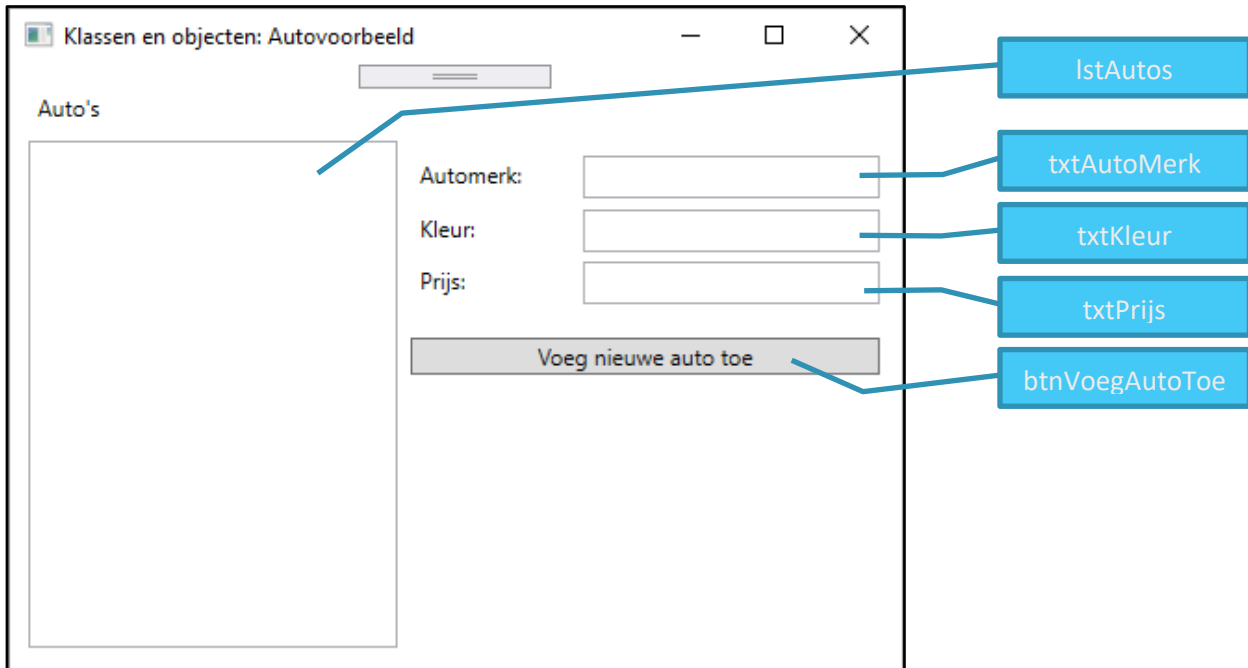 Klassen en objecten: Autovoorbeeld
lstAutos
Auto's
Automerk:
txtAutoMerk
Kleur:
txtKleur
Prijs:
txtPrijs
Voeg nieuwe auto toe
btnVoegAutoToe